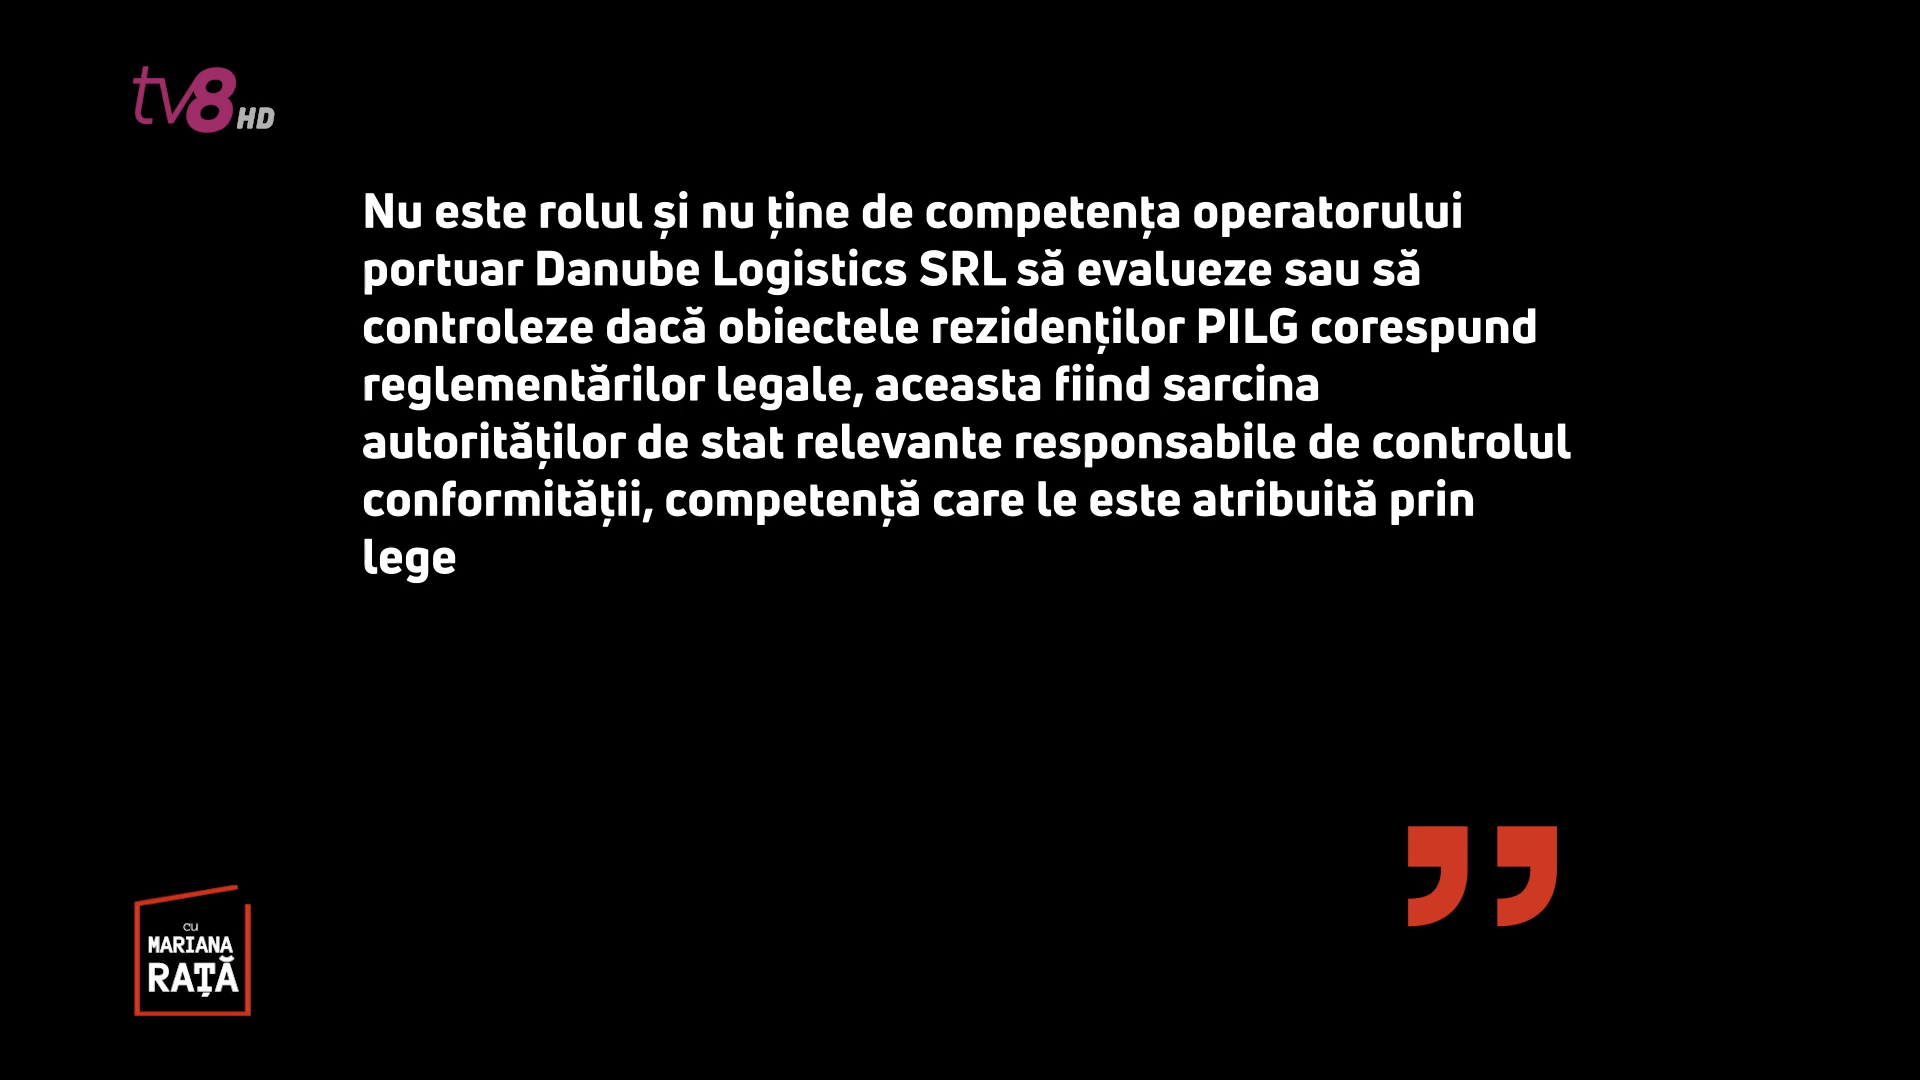 tv8 HD
Nu este rolul și nu ține de competența operatorului
portuar Danube Logistics SRL să evalueze sau să
controleze dacă obiectele rezidenților PILG corespund
reglementărilor legale, aceasta fiind sarcina
autorităților de stat relevante responsabile de controlul
conformității, competență care le este atribuită prin
lege
”
cu
MARIANA
RAȚĂ